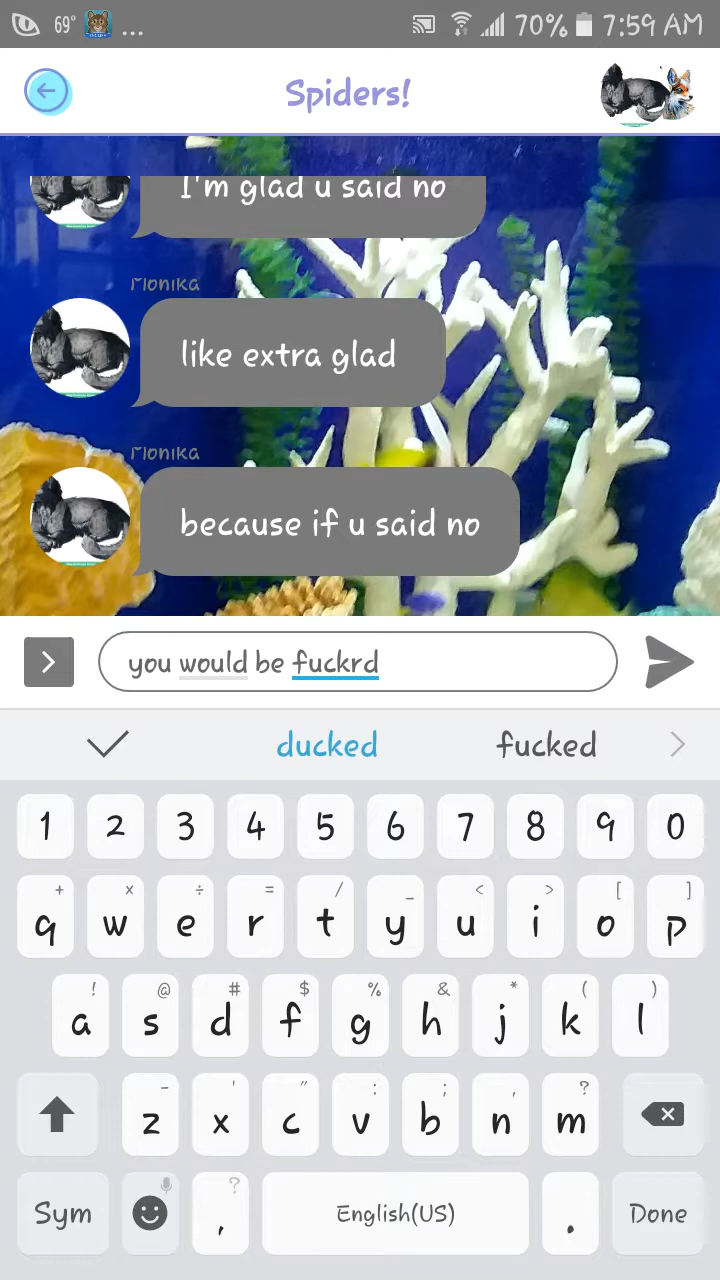 69° ... 70% 7:59 AM
Spiders!
I'm glad u said no
Monika
like extra glad
Monika
because if u said no
you would be fuckrd
ducked fucked
1 2 3 4 5 6 7 8 9 0
+ × ÷ = / _ < > [ ]
q w e r t y u i o p
! @ # $ % & * ( )
a s d f g h j k l
- ' " : ; , ?
z x c v b n m
?
Sym , English(US) . Done